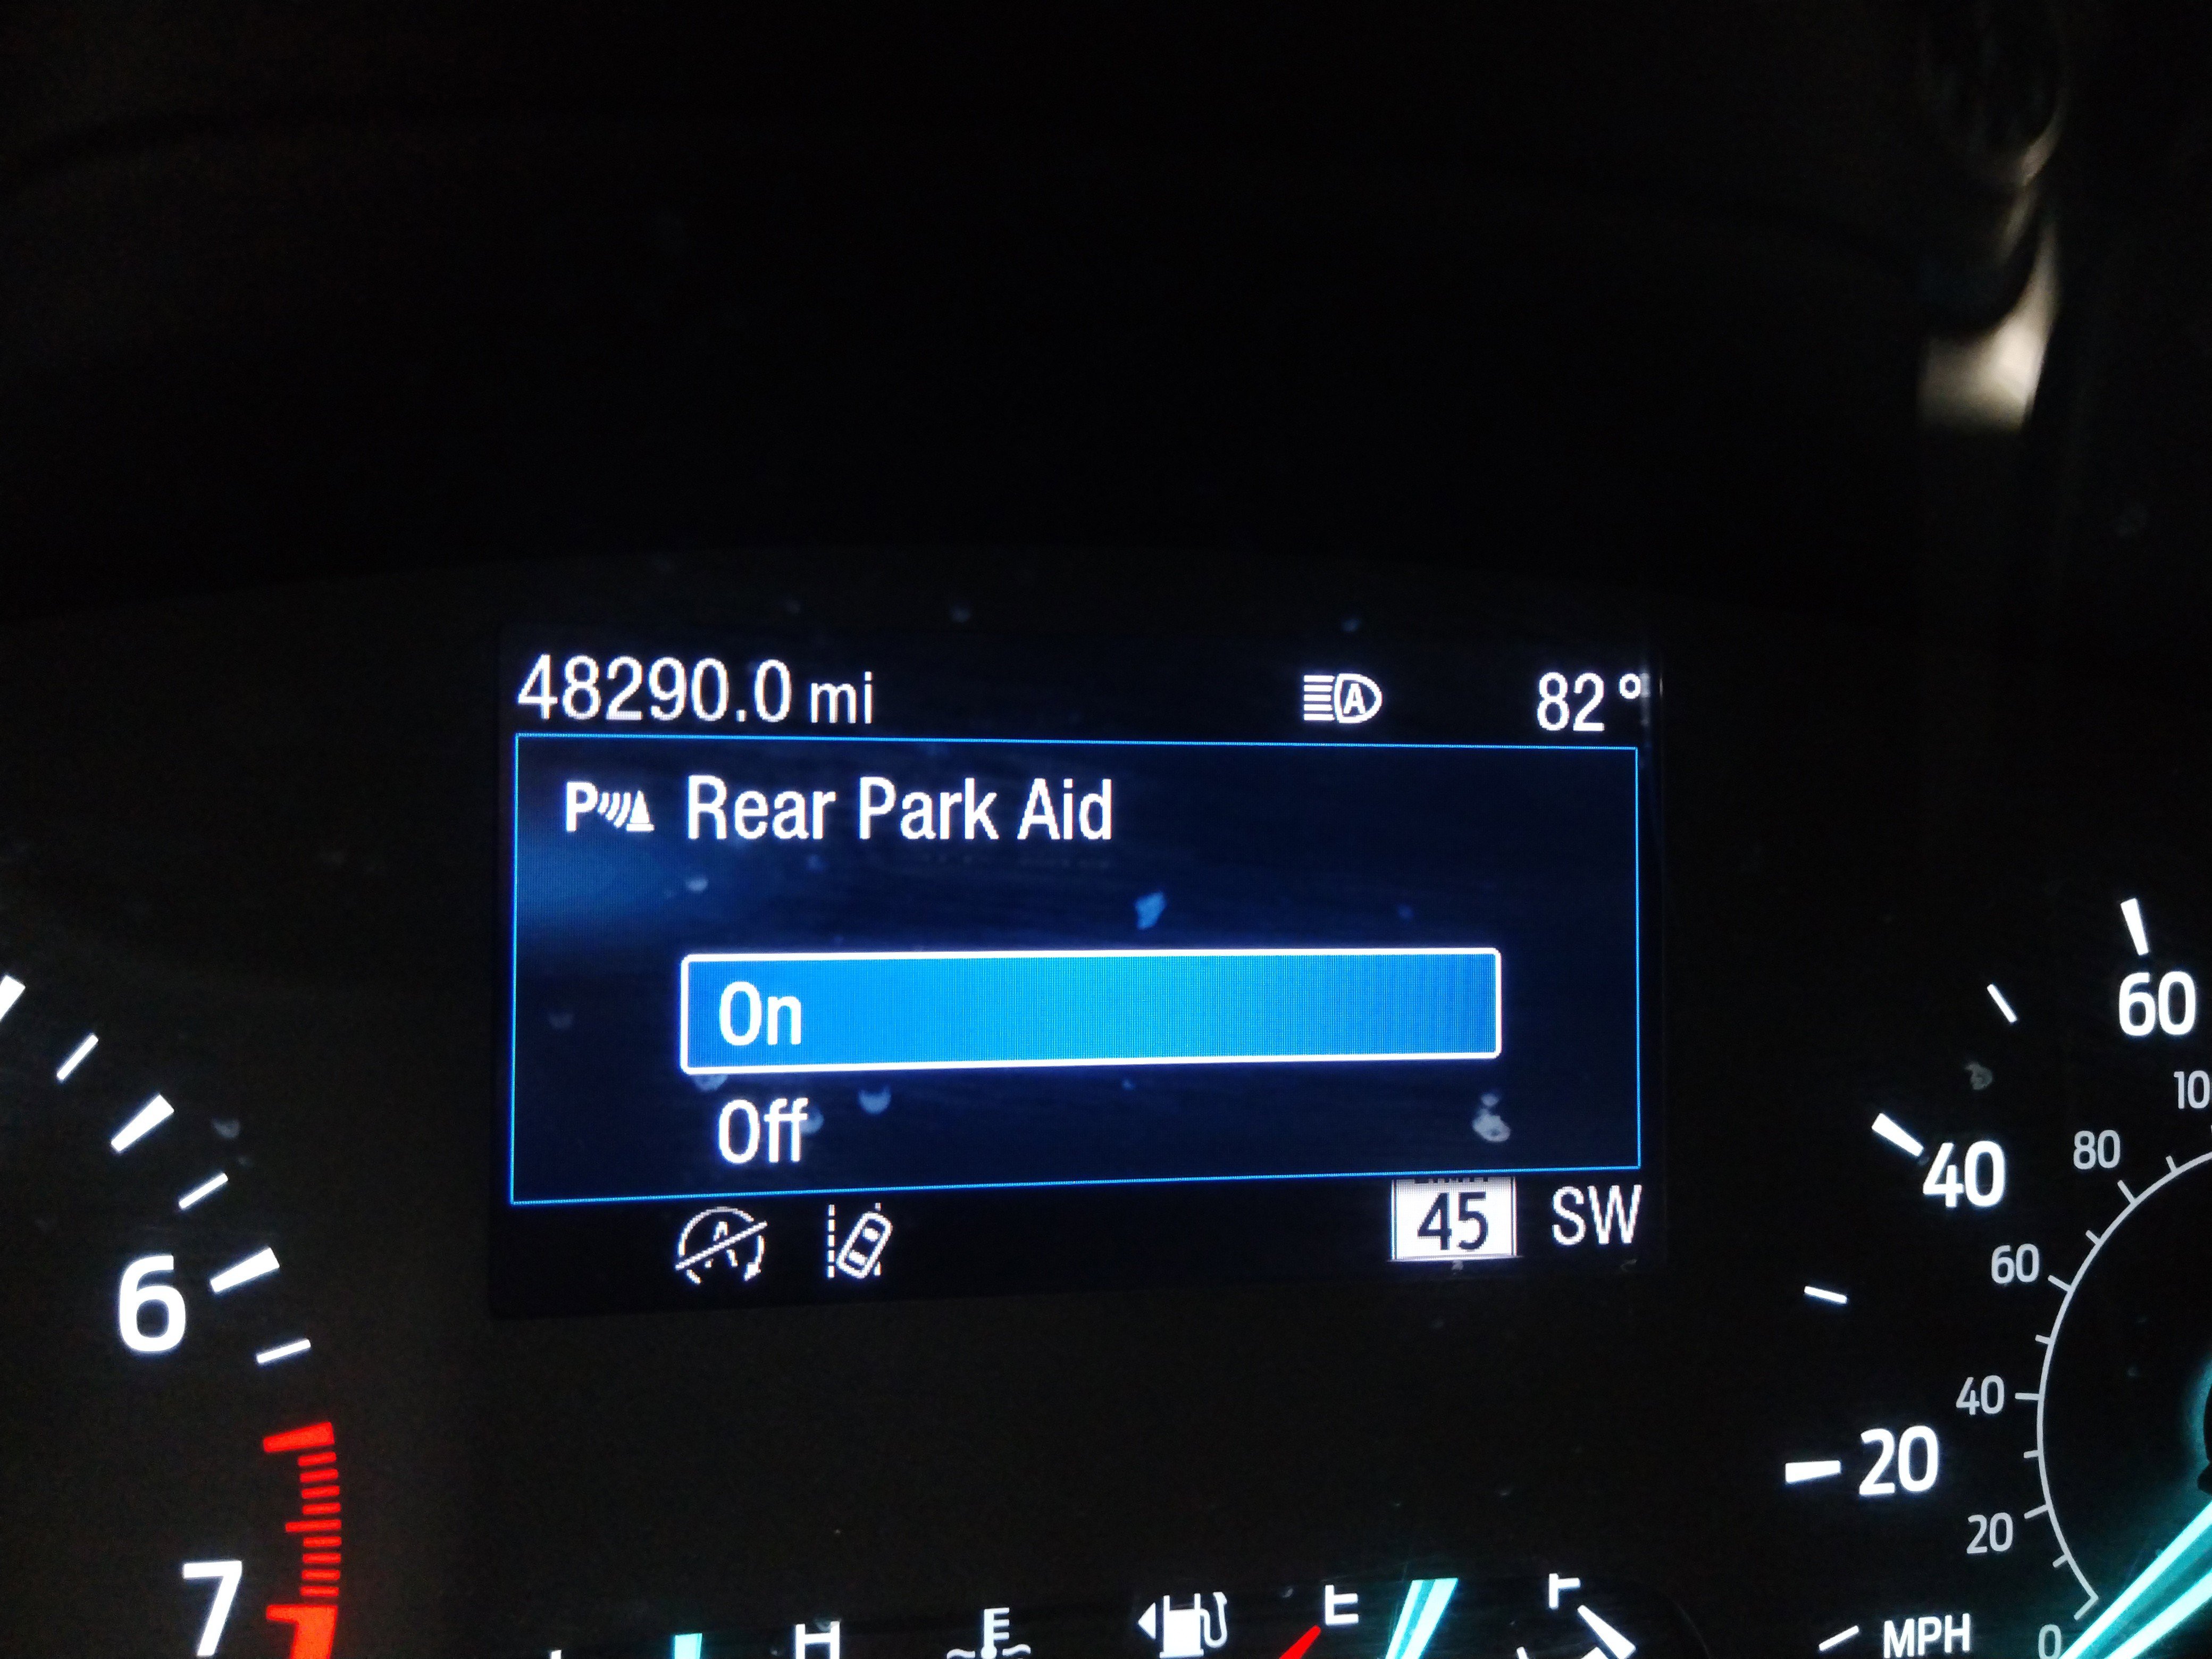 48290.0 mi A 82°
P Rear Park Aid
On
Off
A 45 SW
60
40
20
MPH
80
60
40
20
0
6
7
H E F